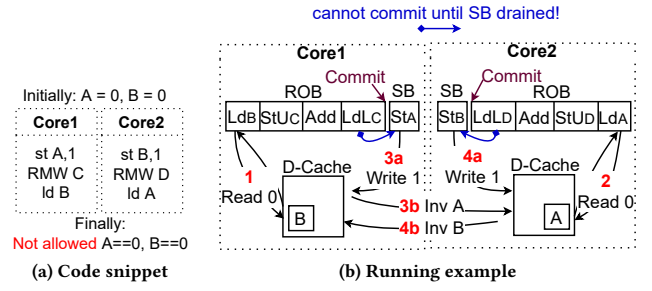 cannot commit until SB drained!
Initially: A = 0, B = 0
Core1 Core2
st A,1 st B,1
RMW C RMW D
ld B ld A
Finally:
Not allowed A==0, B==0
(a) Code snippet
Core1 Core2
Commit Commit
ROB SB SB ROB
LdB StUC Add LdLC StA StB LdLD Add StUD LdA
3a 4a
1 D-Cache Write 1 Write 1 D-Cache 2
Read 0 Read 0
B A
3b Inv A
4b Inv B
(b) Running example